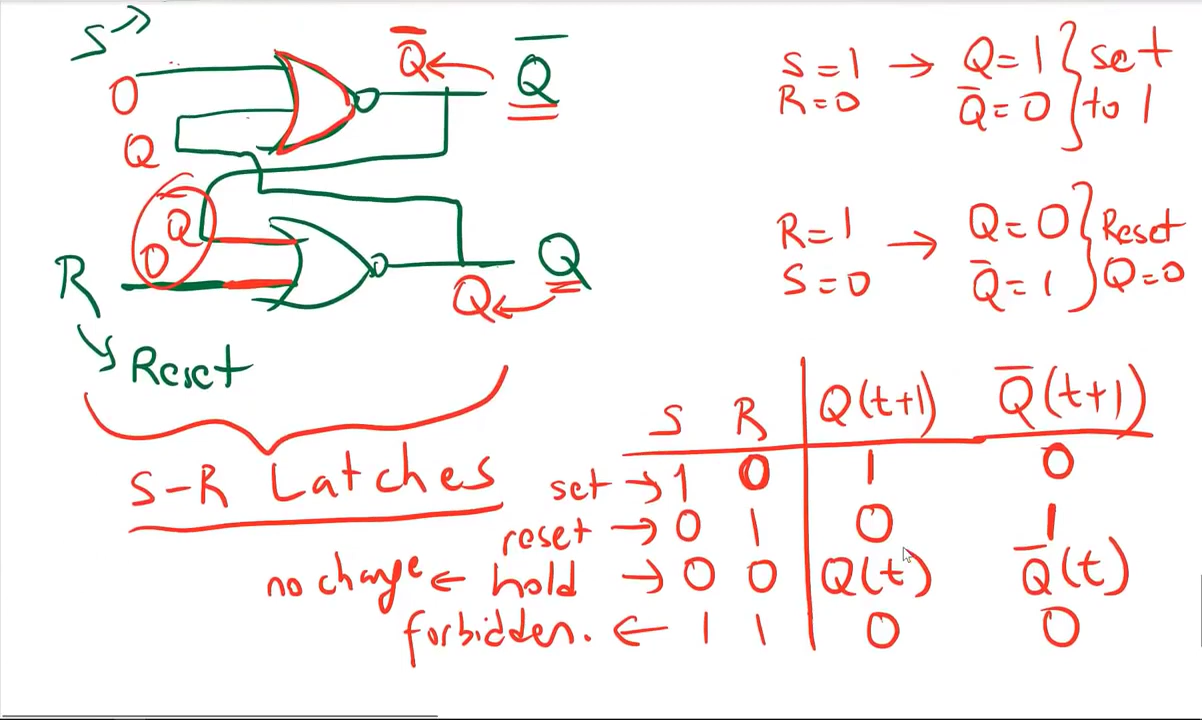 S
0
Q
Q̅
0
R
Reset
Q̅
Q̅
Q
Q
S-R Latches
S=1 → Q=1
R=0 Q̅=0
set
to 1
R=1 → Q=0
S=0 Q̅=1
Reset
Q=0
S R Q(t+1) Q̅(t+1)
set → 1 0 1 0
reset → 0 1 0 1
no change ← hold → 0 0 Q(t) Q̅(t)
forbidden. ← 1 1 0 0